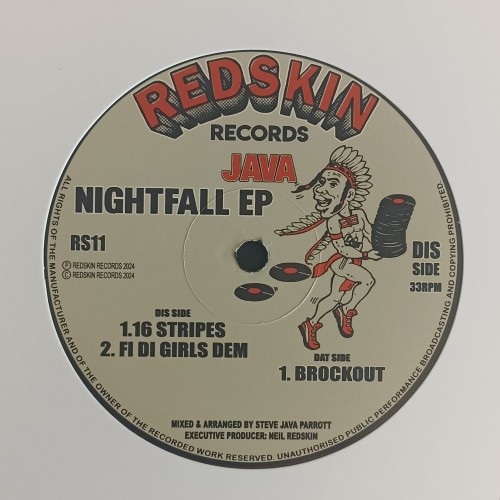 REDSKIN
RECORDS
JAVA
NIGHTFALL EP
RS11
Ⓟ REDSKIN RECORDS 2024
© REDSKIN RECORDS 2024
DIS
SIDE
33RPM
DIS SIDE
1.16 STRIPES
2. FI DI GIRLS DEM
DAT SIDE
1. BROCKOUT
MIXED & ARRANGED BY STEVE JAVA PARROTT
EXECUTIVE PRODUCER: NEIL REDSKIN
ALL RIGHTS OF THE MANUFACTURER AND OF THE OWNER OF THE RECORDED WORK RESERVED. UNAUTHORISED PUBLIC PERFORMANCE BROADCASTING AND COPYING PROHIBITED.